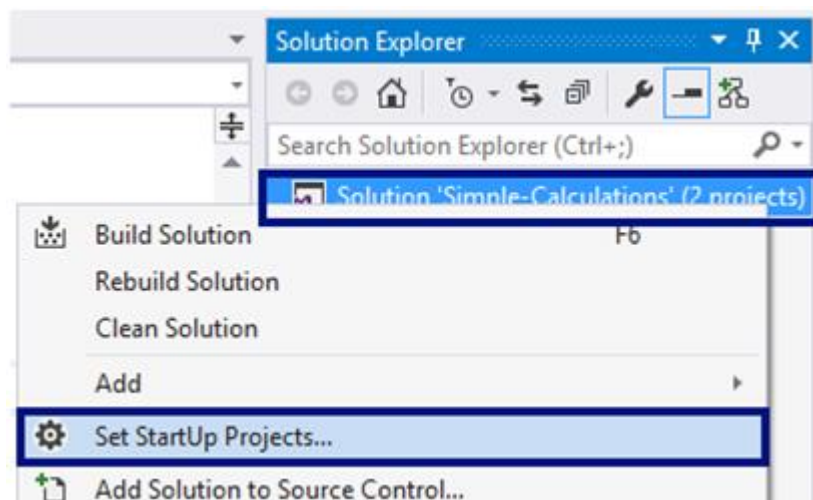 Solution Explorer
Search Solution Explorer (Ctrl+;)
Solution 'Simple-Calculations' (2 projects)
Build Solution F6
Rebuild Solution
Clean Solution
Add
Set StartUp Projects...
Add Solution to Source Control...